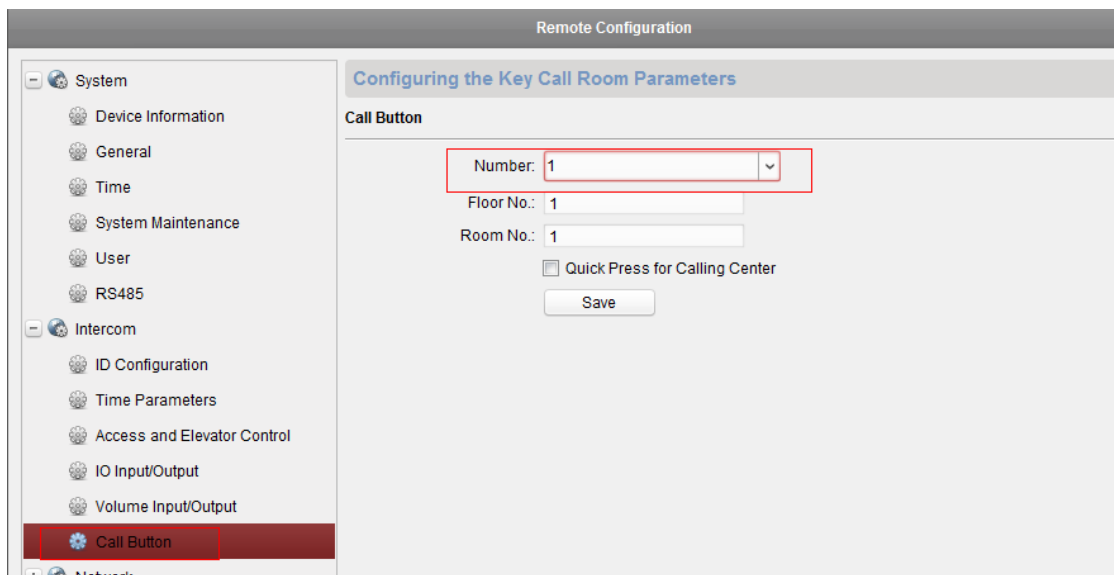 Remote Configuration
System
Device Information
General
Time
System Maintenance
User
RS485
Intercom
ID Configuration
Time Parameters
Access and Elevator Control
IO Input/Output
Volume Input/Output
Call Button
Network
Configuring the Key Call Room Parameters
Call Button
Number: 1
Floor No.: 1
Room No.: 1
Quick Press for Calling Center
Save